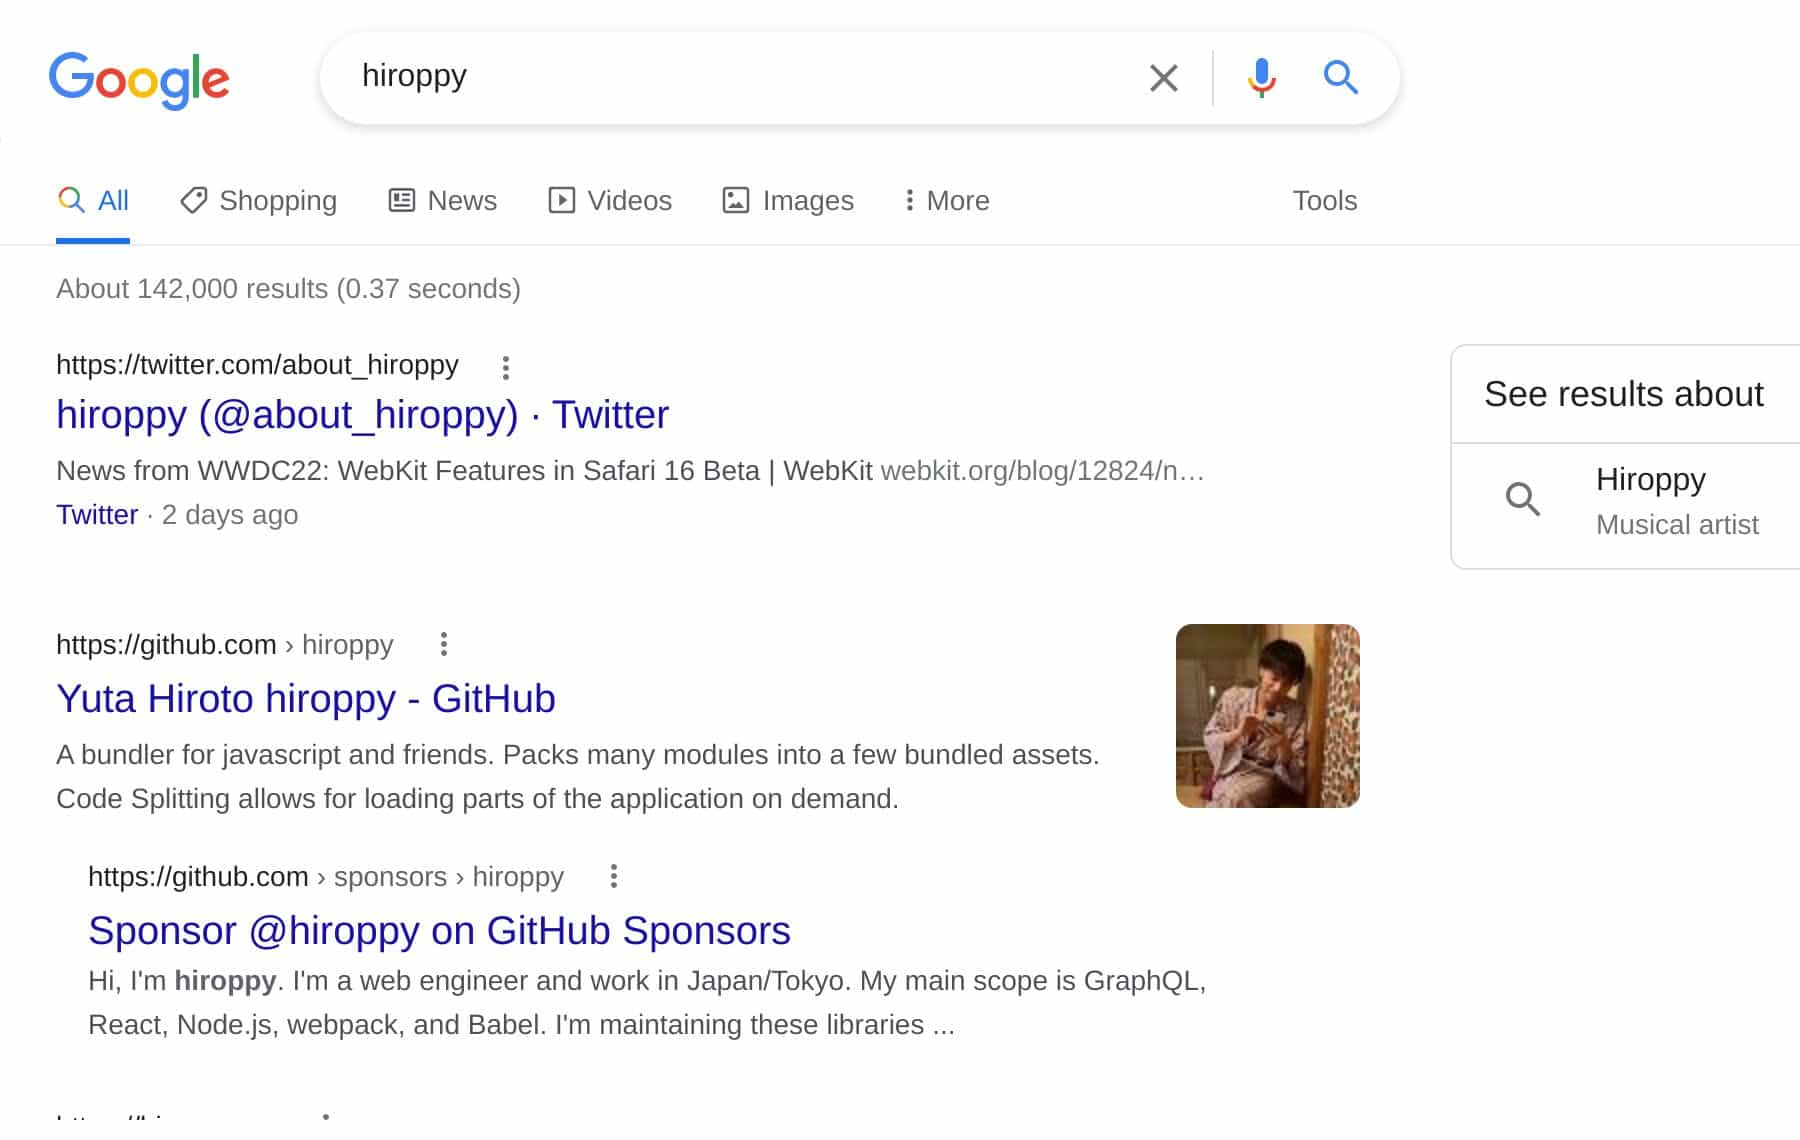 Google
hiroppy
All Shopping News Videos Images More Tools
About 142,000 results (0.37 seconds)
https://twitter.com/about_hiroppy
hiroppy (@about_hiroppy) · Twitter
News from WWDC22: WebKit Features in Safari 16 Beta | WebKit webkit.org/blog/12824/n…
Twitter · 2 days ago
See results about
Hiroppy
Musical artist
https://github.com › hiroppy
Yuta Hiroto hiroppy - GitHub
A bundler for javascript and friends. Packs many modules into a few bundled assets.
Code Splitting allows for loading parts of the application on demand.
https://github.com › sponsors › hiroppy
Sponsor @hiroppy on GitHub Sponsors
Hi, I'm hiroppy. I'm a web engineer and work in Japan/Tokyo. My main scope is GraphQL,
React, Node.js, webpack, and Babel. I'm maintaining these libraries ...